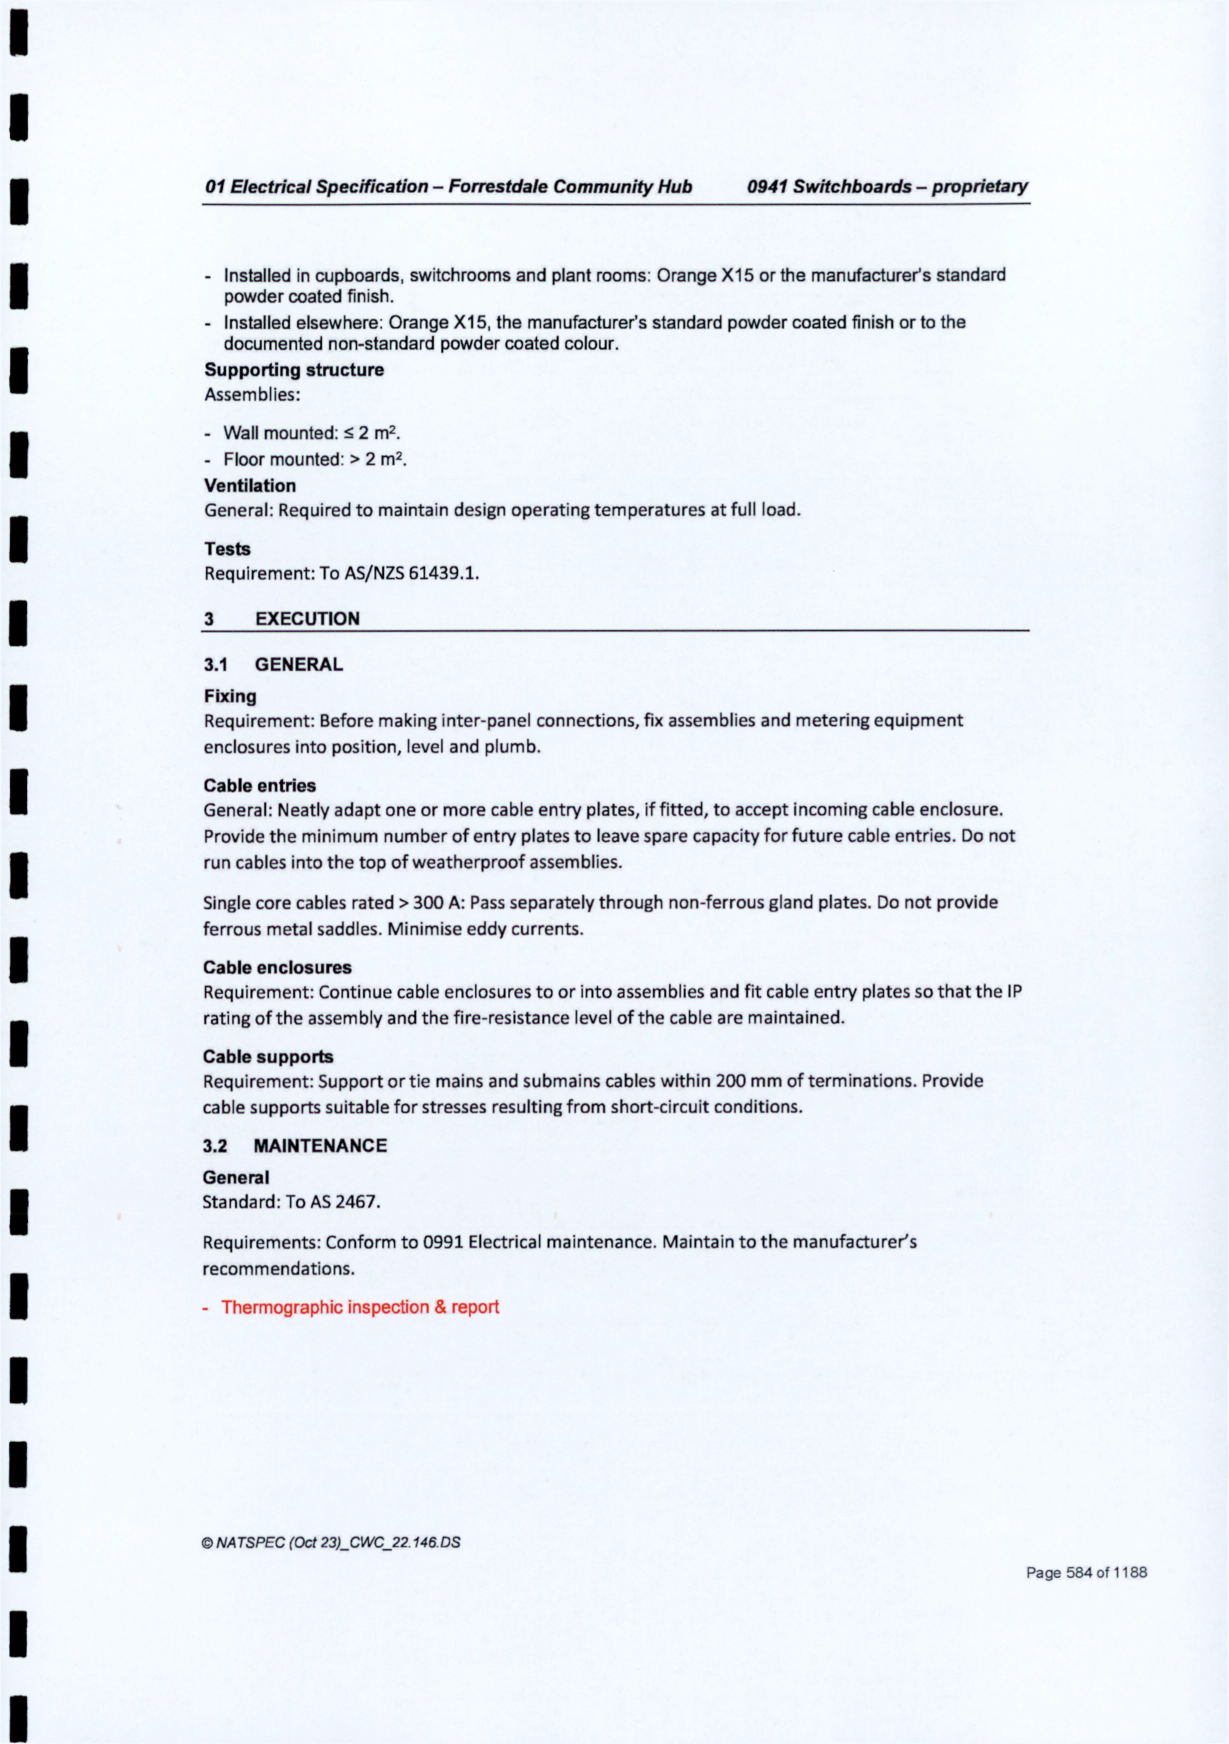 01 Electrical Specification – Forrestdale Community Hub 0941 Switchboards – proprietary
- Installed in cupboards, switchrooms and plant rooms: Orange X15 or the manufacturer's standard
powder coated finish.
- Installed elsewhere: Orange X15, the manufacturer's standard powder coated finish or to the
documented non-standard powder coated colour.
Supporting structure
Assemblies:
- Wall mounted: ≤ 2 m².
- Floor mounted: > 2 m².
Ventilation
General: Required to maintain design operating temperatures at full load.
Tests
Requirement: To AS/NZS 61439.1.
3 EXECUTION
3.1 GENERAL
Fixing
Requirement: Before making inter-panel connections, fix assemblies and metering equipment
enclosures into position, level and plumb.
Cable entries
General: Neatly adapt one or more cable entry plates, if fitted, to accept incoming cable enclosure.
Provide the minimum number of entry plates to leave spare capacity for future cable entries. Do not
run cables into the top of weatherproof assemblies.
Single core cables rated > 300 A: Pass separately through non-ferrous gland plates. Do not provide
ferrous metal saddles. Minimise eddy currents.
Cable enclosures
Requirement: Continue cable enclosures to or into assemblies and fit cable entry plates so that the IP
rating of the assembly and the fire-resistance level of the cable are maintained.
Cable supports
Requirement: Support or tie mains and submains cables within 200 mm of terminations. Provide
cable supports suitable for stresses resulting from short-circuit conditions.
3.2 MAINTENANCE
General
Standard: To AS 2467.
Requirements: Conform to 0991 Electrical maintenance. Maintain to the manufacturer's
recommendations.
- Thermographic inspection & report
© NATSPEC (Oct 23)_CWC_22.146.DS
Page 584 of 1188